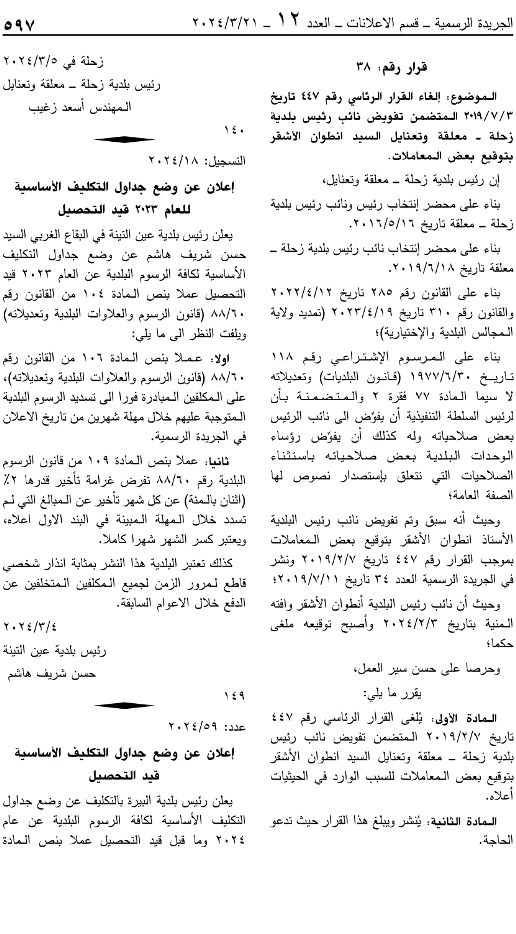 الجريدة الرسمية – قسم الاعلانات – العدد ١٢ – ٢٠٢٤/٣/٢١
٥٩٧
قرار رقم: ٣٨
الموضوع: إلغاء القرار الرئاسي رقم ٤٤٧ تاريخ
٢٠١٩/٧/٣ المتضمن تفويض نائب رئيس بلدية
زحلة – معلقة وتعنايل السيد انطوان الأشقر
بتوقيع بعض المعاملات.
إن رئيس بلدية زحلة – معلقة وتعنايل،
بناء على محضر إنتخاب رئيس ونائب رئيس بلدية
زحلة – معلقة تاريخ ٢٠١٦/٥/١٦.
بناء على محضر إنتخاب نائب رئيس بلدية زحلة –
معلقة تاريخ ٢٠١٩/٦/١٨.
بناء على القانون رقم ٢٨٥ تاريخ ٢٠٢٢/٤/١٢
والقانون رقم ٣١٠ تاريخ ٢٠٢٣/٤/١٩ (تمديد ولاية
المجالس البلدية والإختيارية)؛
بناء على المرسوم الإشتراعي رقم ١١٨
تاريخ ١٩٧٧/٦/٣٠ (قانون البلديات) وتعديلاته
لا سيما المادة ٧٧ فقرة ٢ والمتضمنة بأن
لرئيس السلطة التنفيذية أن يفوّض الى نائب الرئيس
بعض صلاحياته وله كذلك أن يفوّض رؤساء
الوحدات البلدية بعض صلاحياته باستثناء
الصلاحيات التي تتعلق بإستصدار نصوص لها
الصفة العامة؛
وحيث أنه سبق وتم تفويض نائب رئيس البلدية
الأستاذ انطوان الأشقر بتوقيع بعض المعاملات
بموجب القرار رقم ٤٤٧ تاريخ ٢٠١٩/٢/٧ ونشر
في الجريدة الرسمية العدد ٣٤ تاريخ ٢٠١٩/٧/١١؛
وحيث أن نائب رئيس البلدية أنطوان الأشقر وافته
المنية بتاريخ ٢٠٢٤/٢/٣ وأصبح توقيعه ملغى
حكما؛
وحرصا على حسن سير العمل،
يقرر ما يلي:
المادة الأولى: يُلغى القرار الرئاسي رقم ٤٤٧
تاريخ ٢٠١٩/٢/٧ المتضمن تفويض نائب رئيس
بلدية زحلة – معلقة وتعنايل السيد انطوان الأشقر
بتوقيع بعض المعاملات للسبب الوارد في الحيثيات
أعلاه.
المادة الثانية: يُنشر ويبلغ هذا القرار حيث تدعو
الحاجة.
زحلة في ٢٠٢٤/٣/٥
رئيس بلدية زحلة – معلقة وتعنايل
المهندس أسعد زغيب
١٤٠
التسجيل: ٢٠٢٤/١٨
إعلان عن وضع جداول التكليف الأساسية
للعام ٢٠٢٣ قيد التحصيل
يعلن رئيس بلدية عين التينة في البقاع الغربي السيد
حسن شريف هاشم عن وضع جداول التكليف
الأساسية لكافة الرسوم البلدية عن العام ٢٠٢٣ قيد
التحصيل عملا بنص المادة ١٠٤ من القانون رقم
٨٨/٦٠ (قانون الرسوم والعلاوات البلدية وتعديلاته)
ويلفت النظر الى ما يلي:
اولا: عملا بنص المادة ١٠٦ من القانون رقم
٨٨/٦٠ (قانون الرسوم والعلاوات البلدية وتعديلاته)،
على المكلفين المبادرة فورا الى تسديد الرسوم البلدية
المتوجبة عليهم خلال مهلة شهرين من تاريخ الاعلان
في الجريدة الرسمية.
ثانيا: عملا بنص المادة ١٠٩ من قانون الرسوم
البلدية رقم ٨٨/٦٠ تفرض غرامة تأخير قدرها ٢٪
(اثنان بالمئة) عن كل شهر تأخير عن المبالغ التي لم
تسدد خلال المهلة المبينة في البند الاول اعلاه،
ويعتبر كسر الشهر شهرا كاملا.
كذلك تعتبر البلدية هذا النشر بمثابة انذار شخصي
قاطع لمرور الزمن لجميع المكلفين المتخلفين عن
الدفع خلال الاعوام السابقة.
٢٠٢٤/٣/٤
رئيس بلدية عين التينة
حسن شريف هاشم
١٤٩
عدد: ٢٠٢٤/٥٩
إعلان عن وضع جداول التكليف الأساسية
قيد التحصيل
يعلن رئيس بلدية البيرة بالتكليف عن وضع جداول
التكليف الأساسية لكافة الرسوم البلدية عن عام
٢٠٢٤ وما قبل قيد التحصيل عملا بنص المادة